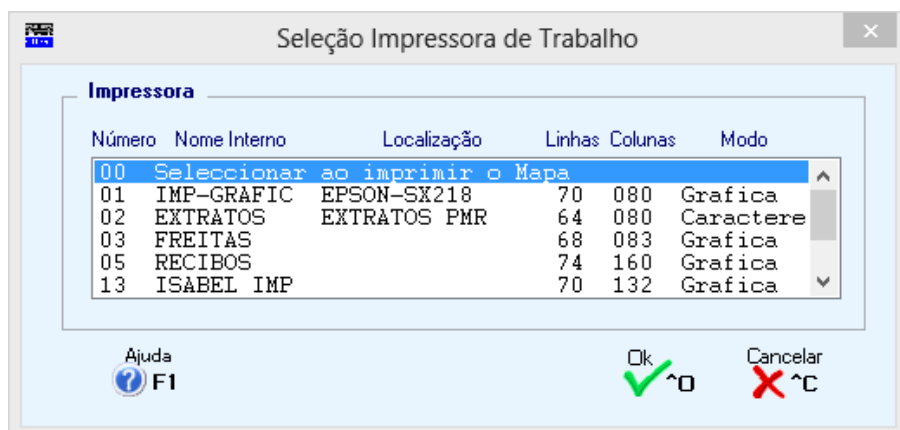 Seleção Impressora de Trabalho
Impressora
Número Nome Interno Localização Linhas Colunas Modo
00 Seleccionar ao imprimir o Mapa
01 IMP-GRAFIC EPSON-SX218 70 080 Grafica
02 EXTRATOS EXTRATOS PMR 64 080 Caractere
03 FREITAS 68 083 Grafica
05 RECIBOS 74 160 Grafica
13 ISABEL IMP 70 132 Grafica
Ajuda Ok Cancelar
F1 ^O ^C